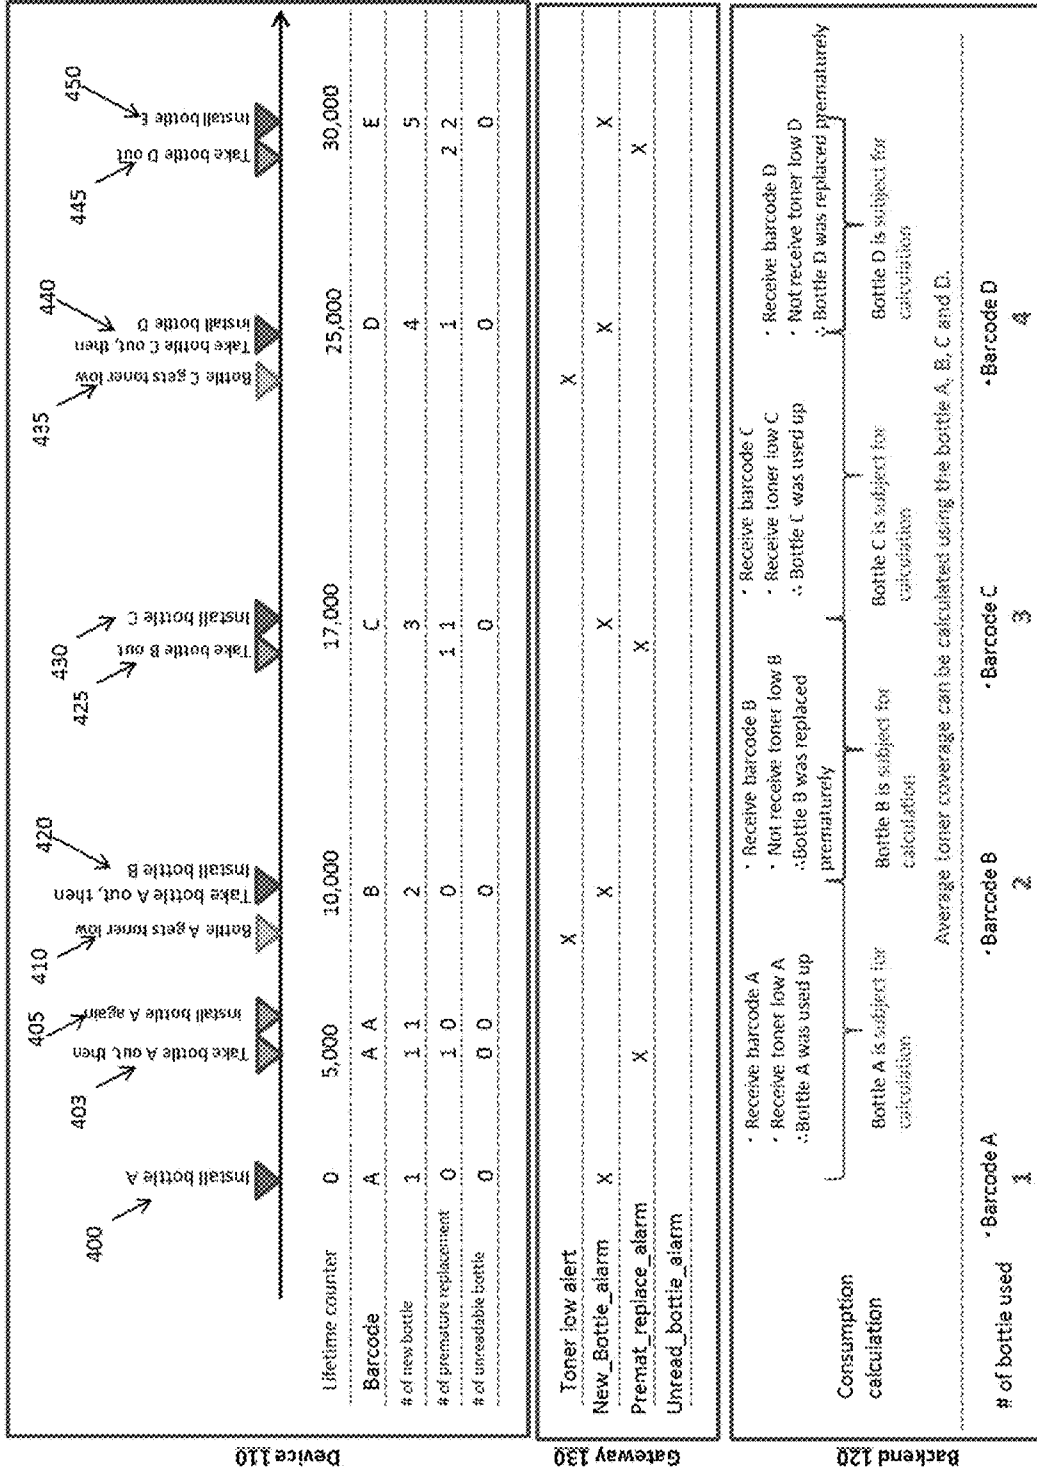 Device 110
400
403
405
410
420
425
430
435
440
445
450
Install bottle A
Take bottle A out, then
install bottle A again
Bottle A gets toner low
Take bottle A out, then
Install bottle B
Take bottle B out
Install bottle C
Bottle C gets toner low
Take bottle C out, then
install bottle D
Take bottle D out
Install bottle E
Lifetime counter 0 5,000 10,000 17,000 25,000 30,000
Barcode A A A B C D E
# of new bottle 1 1 1 2 3 4 5
# of premature replacement 0 1 0 0 1 1 1 2 2
# of unreadable bottle 0 0 0 0 0 0 0
Gateway 130
Toner low alert X X
New_Bottle_alarm X X X X X
Premat_replace_alarm X X X
Unread_bottle_alarm
Backend 120
Consumption
calculation
• Receive barcode A
• Receive toner low A
∴Bottle A was used up
Bottle A is subject for
calculation
• Receive barcode B
• Not receive toner low B
∴Bottle B was replaced
prematurely
Bottle B is subject for
calculation
• Receive barcode C
• Receive toner low C
∴ Bottle C was used up
Bottle C is subject for
calculation
• Receive barcode D
• Not receive toner low D
∴ Bottle D was replaced prematurely
Bottle D is subject for
calculation
Average toner coverage can be calculated using the bottle A, B, C and D.
• Barcode A • Barcode B • Barcode C • Barcode D
# of bottle used 1 2 3 4